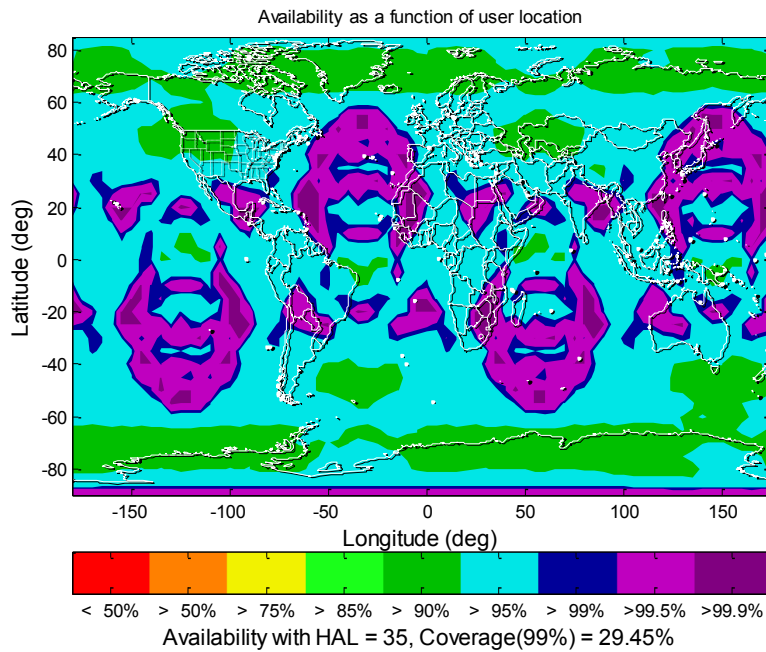 Availability as a function of user location
80
60
40
20
0
-20
-40
-60
-80
Latitude (deg)
-150 -100 -50 0 50 100 150
Longitude (deg)
< 50% > 50% > 75% > 85% > 90% > 95% > 99% >99.5% >99.9%
Availability with HAL = 35, Coverage(99%) = 29.45%